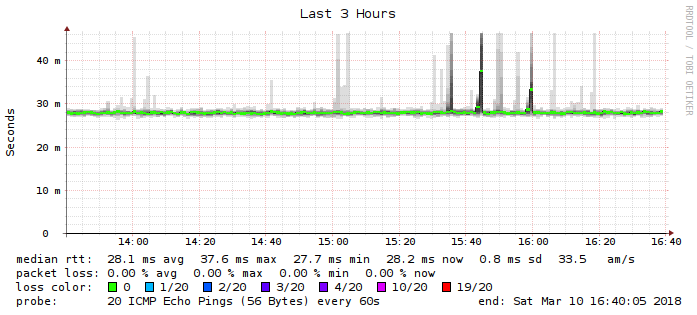 Last 3 Hours
RRDTOOL / TOBI OETIKER
Seconds
40 m
30 m
20 m
10 m
0
14:00 14:20 14:40 15:00 15:20 15:40 16:00 16:20 16:40
median rtt: 28.1 ms avg 37.6 ms max 27.7 ms min 28.2 ms now 0.8 ms sd 33.5 am/s
packet loss: 0.00 % avg 0.00 % max 0.00 % min 0.00 % now
loss color: 0 1/20 2/20 3/20 4/20 10/20 19/20
probe: 20 ICMP Echo Pings (56 Bytes) every 60s end: Sat Mar 10 16:40:05 2018